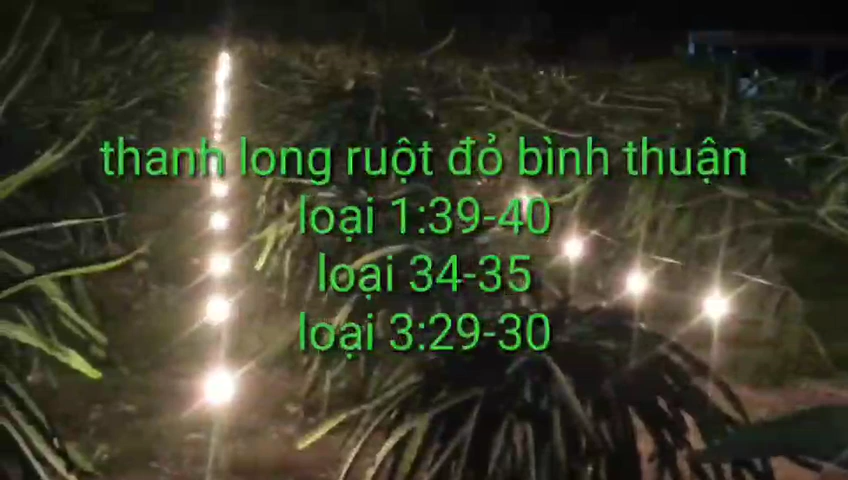 thanh long ruột đỏ bình thuận
loại 1:39-40
loại 34-35
loại 3:29-30